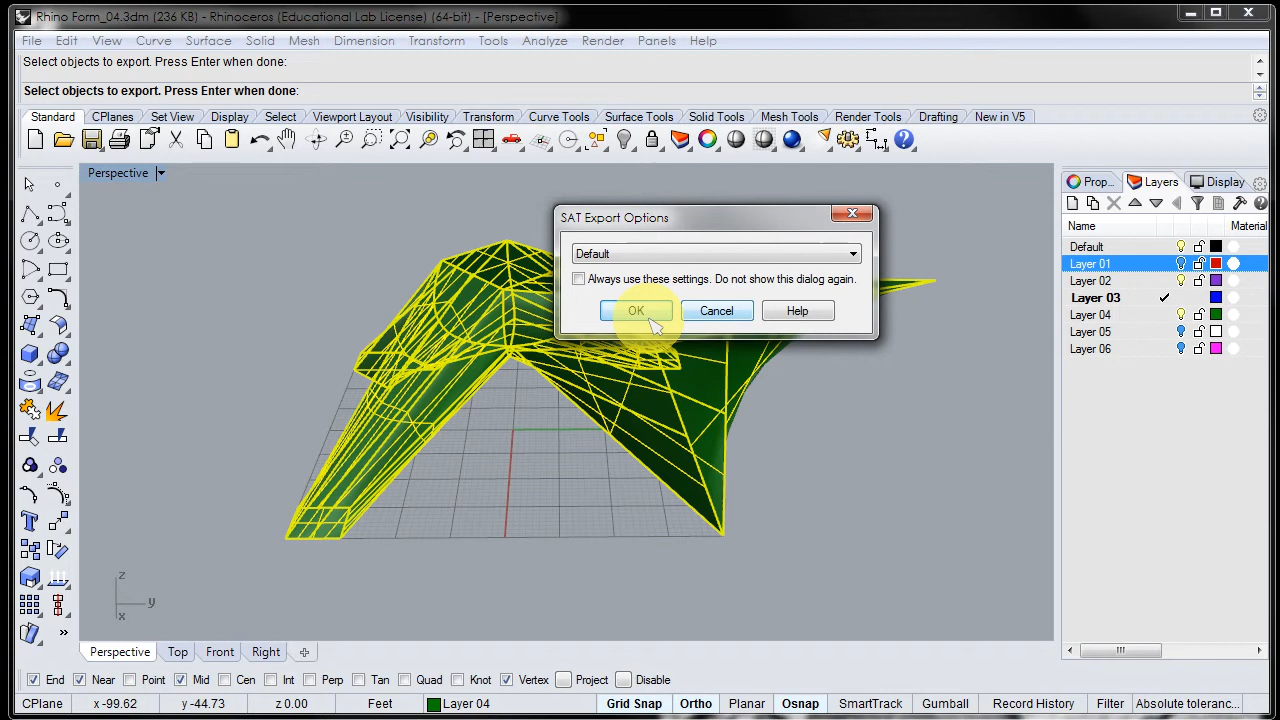 Rhino Form_04.3dm (236 KB) - Rhinoceros (Educational Lab License) (64-bit) - [Perspective]
File Edit View Curve Surface Solid Mesh Dimension Transform Tools Analyze Render Panels Help
Select objects to export. Press Enter when done:
Select objects to export. Press Enter when done:
Standard CPlanes Set View Display Select Viewport Layout Visibility Transform Curve Tools Surface Tools Solid Tools Mesh Tools Render Tools Drafting New in V5
Perspective
Prop... Layers Display
Name Material
Default
Layer 01
Layer 02
Layer 03
Layer 04
Layer 05
Layer 06
SAT Export Options
Default
Always use these settings. Do not show this dialog again.
OK Cancel Help
z
y
x
Perspective Top Front Right
End Near Point Mid Cen Int Perp Tan Quad Knot Vertex Project Disable
CPlane x -99.62 y -44.73 z 0.00 Feet Layer 04 Grid Snap Ortho Planar Osnap SmartTrack Gumball Record History Filter Absolute toleranc...